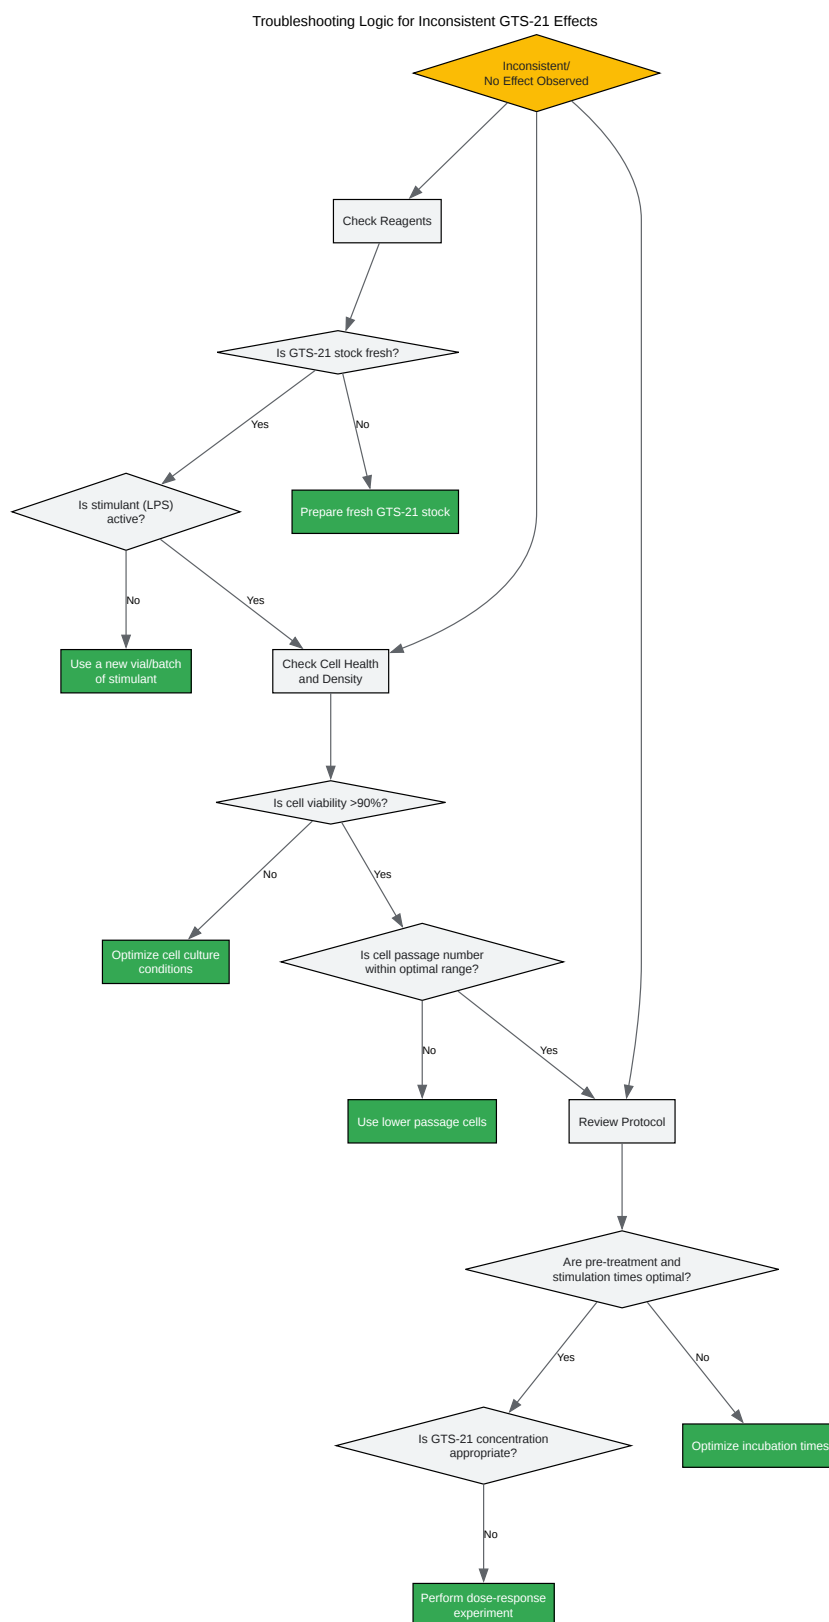 Troubleshooting Logic for Inconsistent GTS-21 Effects
Inconsistent/
No Effect Observed
Check Reagents
Is GTS-21 stock fresh?
Yes
No
Is stimulant (LPS)
active?
Prepare fresh GTS-21 stock
No
Yes
Use a new vial/batch
of stimulant
Check Cell Health
and Density
Is cell viability >90%?
No
Yes
Optimize cell culture
conditions
Is cell passage number
within optimal range?
No
Yes
Use lower passage cells
Review Protocol
Are pre-treatment and
stimulation times optimal?
Yes
No
Is GTS-21 concentration
appropriate?
Optimize incubation times
No
Perform dose-response
experiment